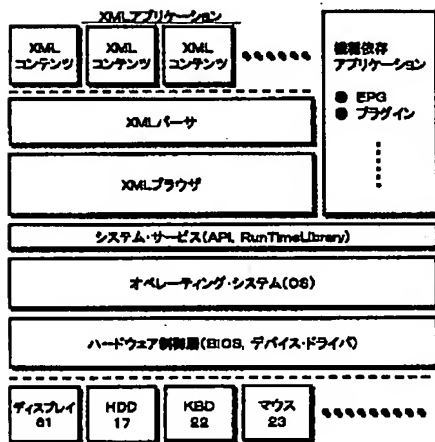 XMLアプリケーション
XML
コンテンツ
XML
コンテンツ
XML
コンテンツ
機種依存
アプリケーション
● EPG
● プラグイン
XMLパーサ
XMLブラウザ
システム・サービス(API, RunTimeLibrary)
オペレーティング・システム(OS)
ハードウェア制御層(BIOS, デバイス・ドライバ)
ディスプレイ
61
HDD
17
KBD
22
マウス
23